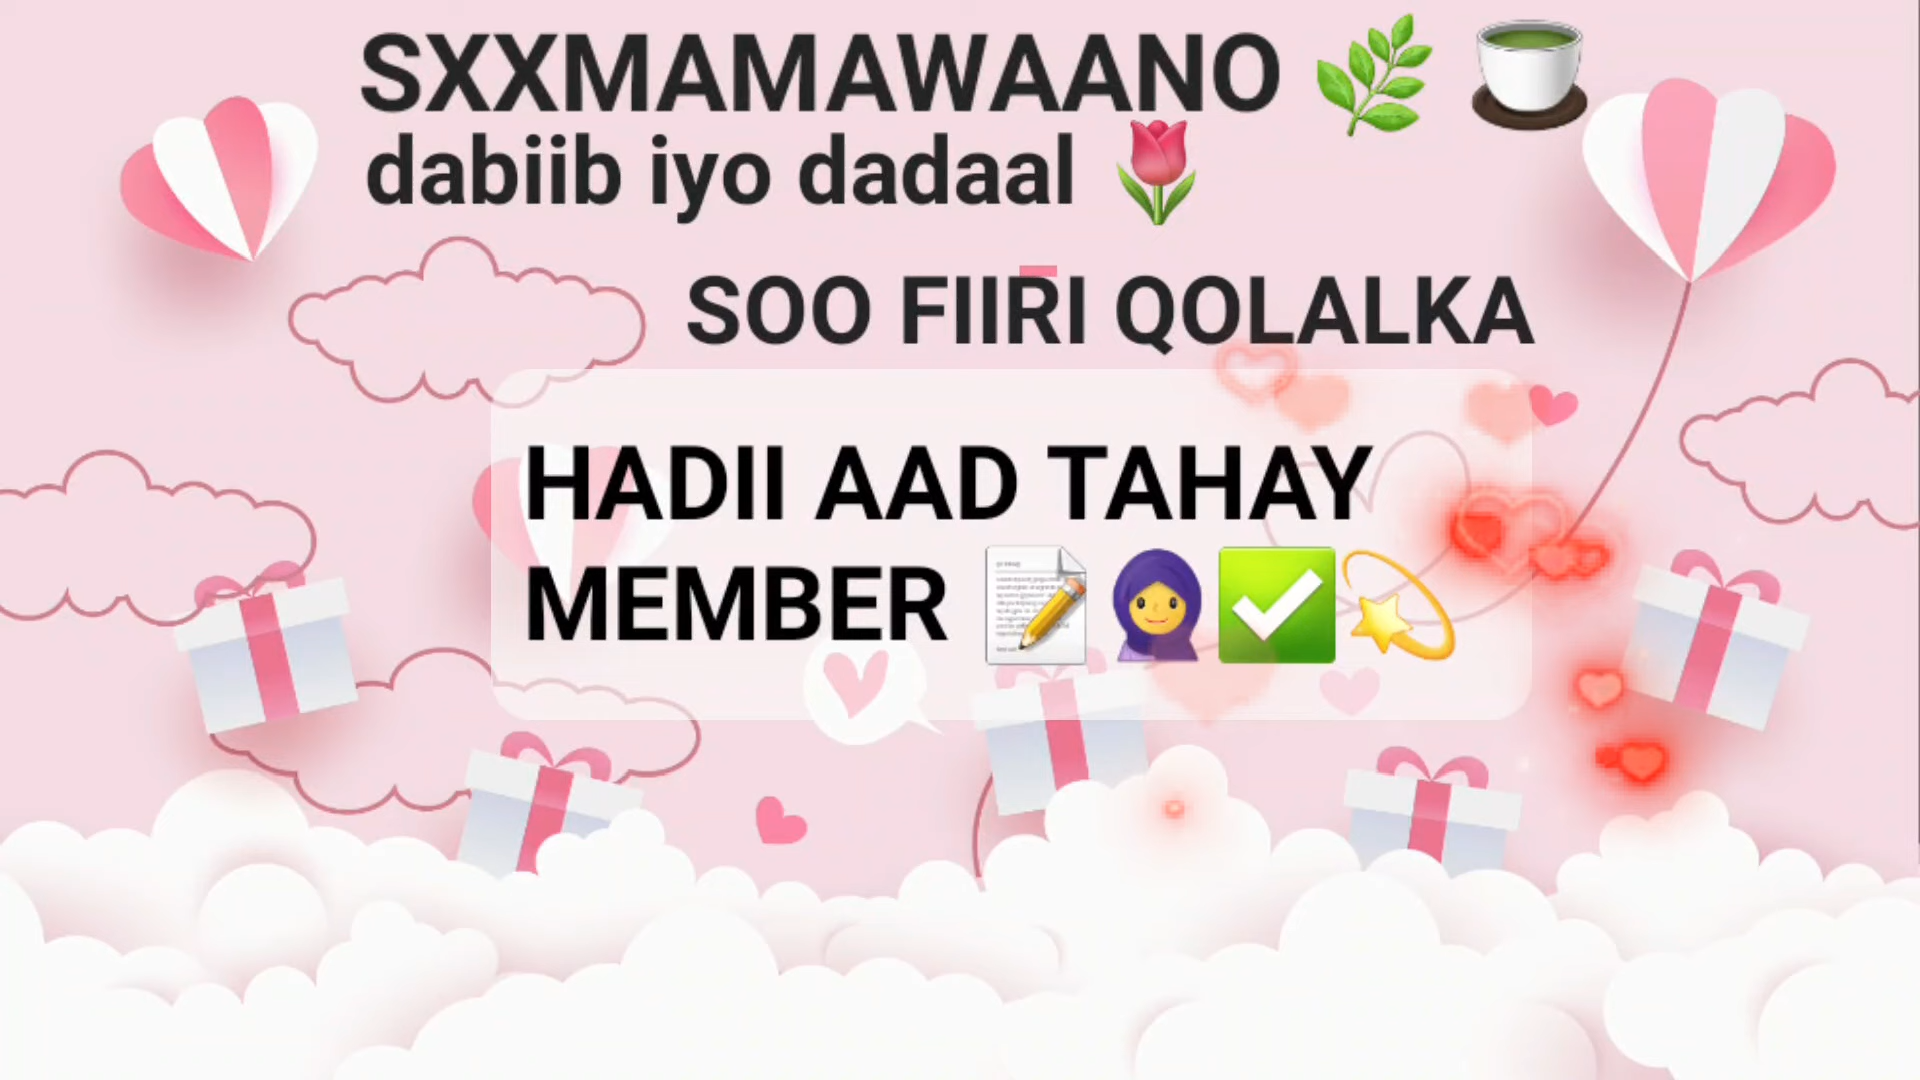 SXXMAMAWAANO 🌿 🍵
dabiib iyo dadaal 🌷
SOO FIIRI QOLALKA
HADII AAD TAHAY
MEMBER 📝🧕✅💫